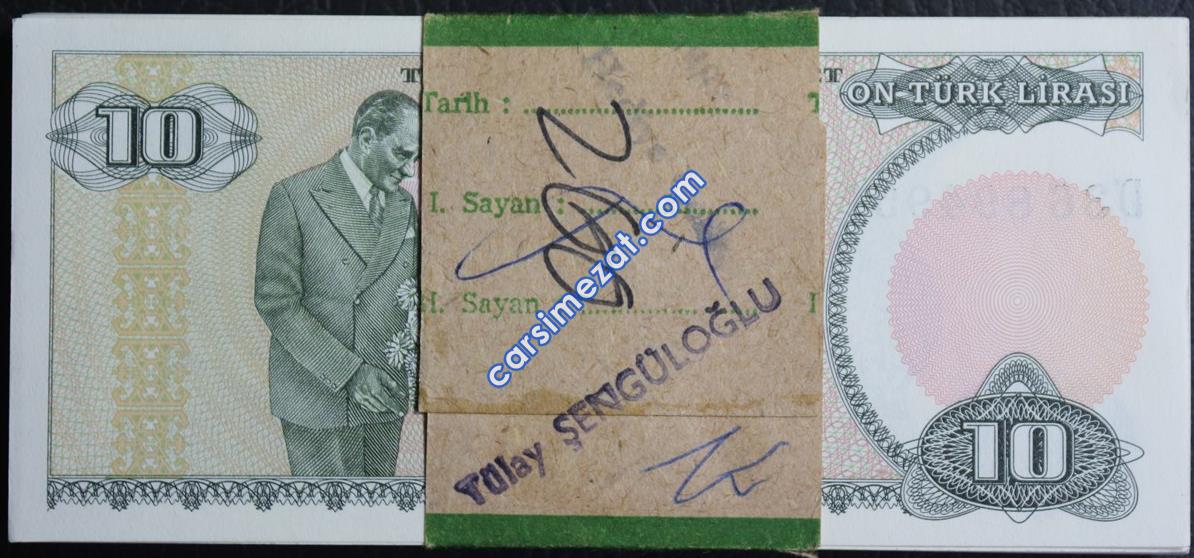 10
ON-TÜRK LİRASI
Tarih :
I. Sayan :
I. Sayan
carsimezat.com
Tülay ŞENGÜLOĞLU
10